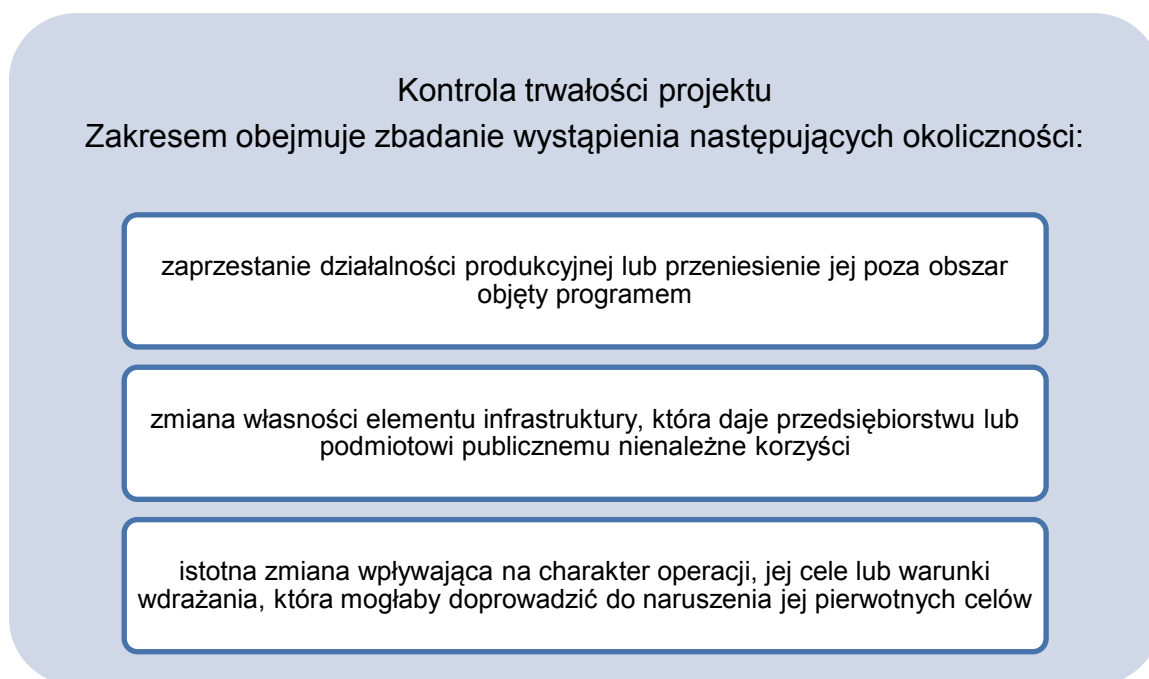 Kontrola trwałości projektu
Zakresem obejmuje zbadanie wystąpienia następujących okoliczności:
zaprzestanie działalności produkcyjnej lub przeniesienie jej poza obszar
objęty programem
zmiana własności elementu infrastruktury, która daje przedsiębiorstwu lub
podmiotowi publicznemu nienależne korzyści
istotna zmiana wpływająca na charakter operacji, jej cele lub warunki
wdrażania, która mogłaby doprowadzić do naruszenia jej pierwotnych celów